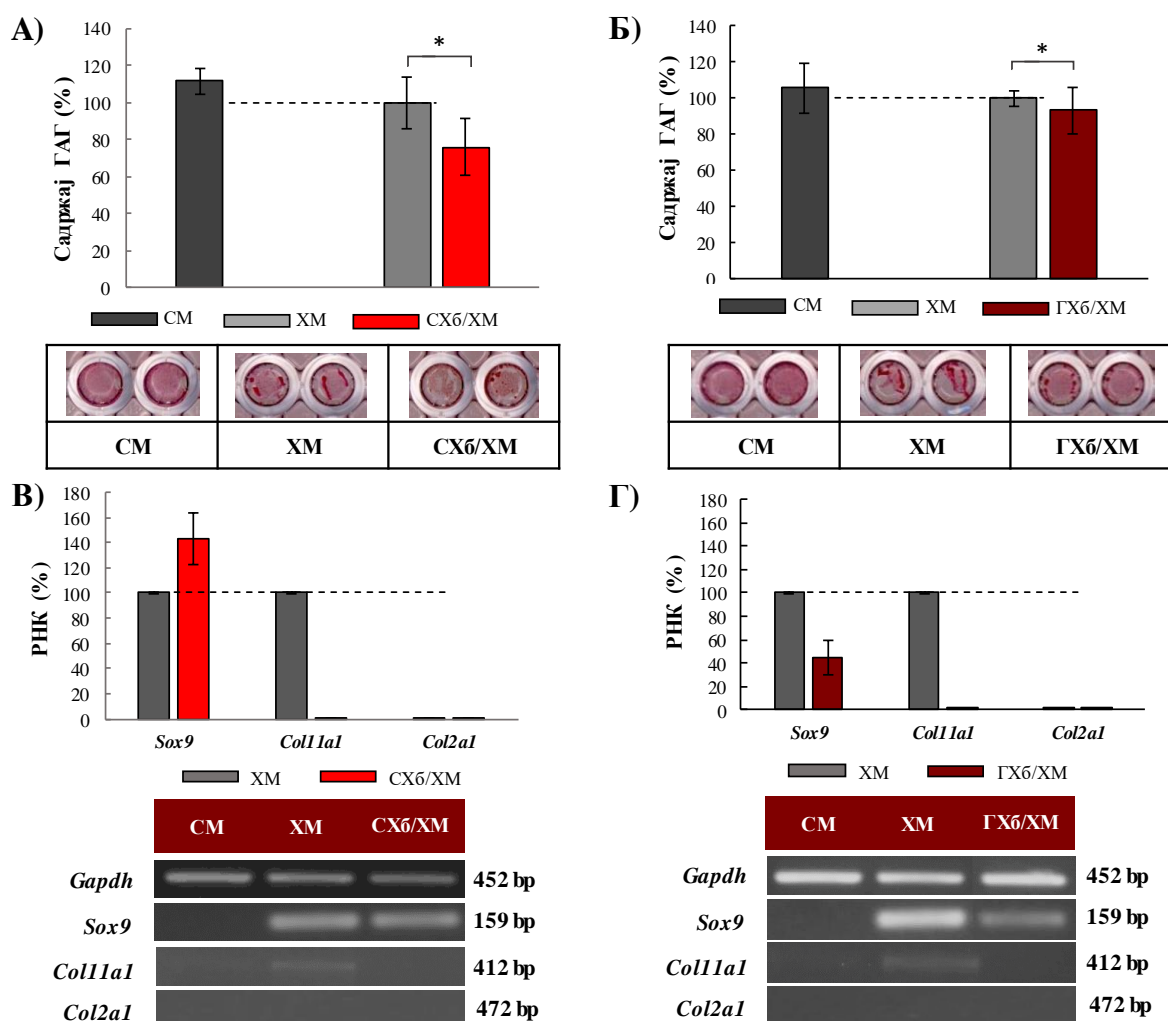 А)
Садржај ГАГ (%)
140
120
100
80
60
40
20
0
*
СМ ХМ СХб/ХМ
СМ ХМ СХб/ХМ
Б)
Садржај ГАГ (%)
140
120
100
80
60
40
20
0
*
СМ ХМ ГХб/ХМ
СМ ХМ ГХб/ХМ
В)
РНК (%)
180
160
140
120
100
80
60
40
20
0
Sox9 Col11a1 Col2a1
ХМ СХб/ХМ
СМ ХМ СХб/ХМ
Gapdh 452 bp
Sox9 159 bp
Col11a1 412 bp
Col2a1 472 bp
Г)
РНК (%)
180
160
140
120
100
80
60
40
20
0
Sox9 Col11a1 Col2a1
ХМ ГХб/ХМ
СМ ХМ ГХб/ХМ
Gapdh 452 bp
Sox9 159 bp
Col11a1 412 bp
Col2a1 472 bp